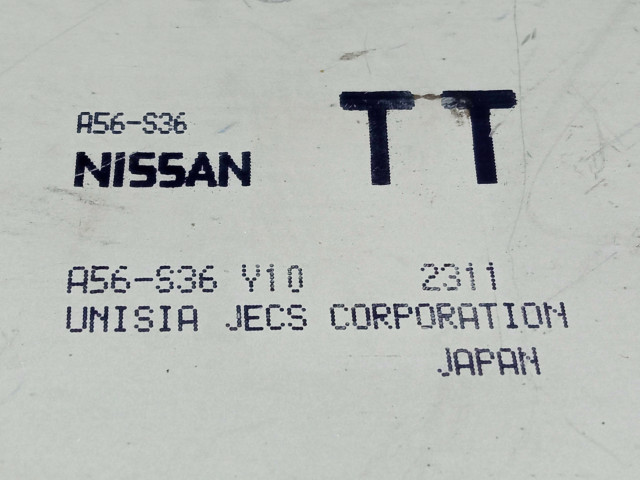 A56-S36
NISSAN
TT
A56-S36 Y10 2311
UNISIA JECS CORPORATION
JAPAN